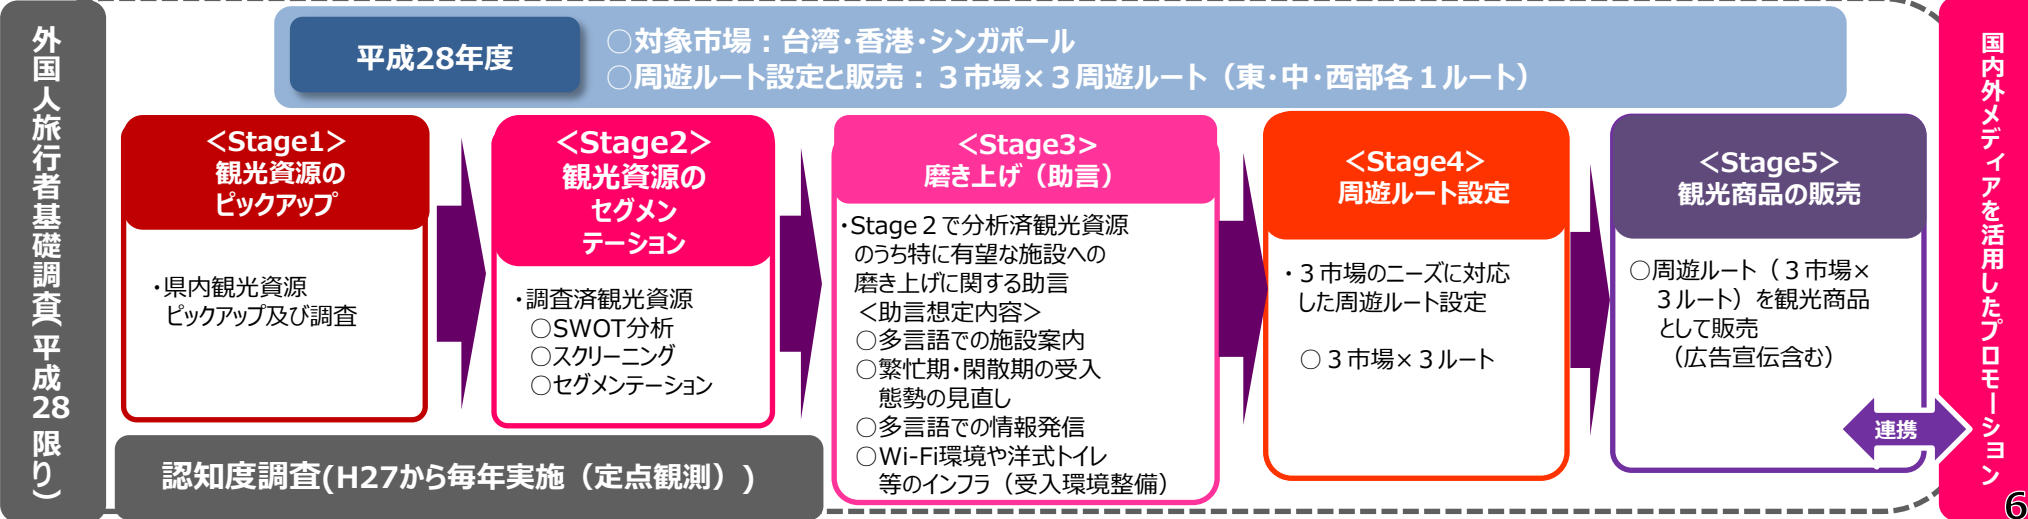 外国人旅行者基礎調査(平成28限り)
平成28年度
○対象市場：台湾・香港・シンガポール
○周遊ルート設定と販売：３市場×３周遊ルート（東・中・西部各１ルート）
<Stage1>
観光資源の
ピックアップ
・県内観光資源
ピックアップ及び調査
<Stage2>
観光資源の
セグメン
テーション
・調査済観光資源
○SWOT分析
○スクリーニング
○セグメンテーション
<Stage3>
磨き上げ（助言）
・Stage２で分析済観光資源
のうち特に有望な施設への
磨き上げに関する助言
＜助言想定内容＞
○多言語での施設案内
○繁忙期・閑散期の受入
態勢の見直し
○多言語での情報発信
○Wi-Fi環境や洋式トイレ
等のインフラ（受入環境整備）
<Stage4>
周遊ルート設定
・３市場のニーズに対応
した周遊ルート設定
○３市場×３ルート
<Stage5>
観光商品の販売
○周遊ルート（３市場×
３ルート）を観光商品
として販売
（広告宣伝含む）
連携
認知度調査(H27から毎年実施（定点観測）)
国内外メディアを活用したプロモーション
6